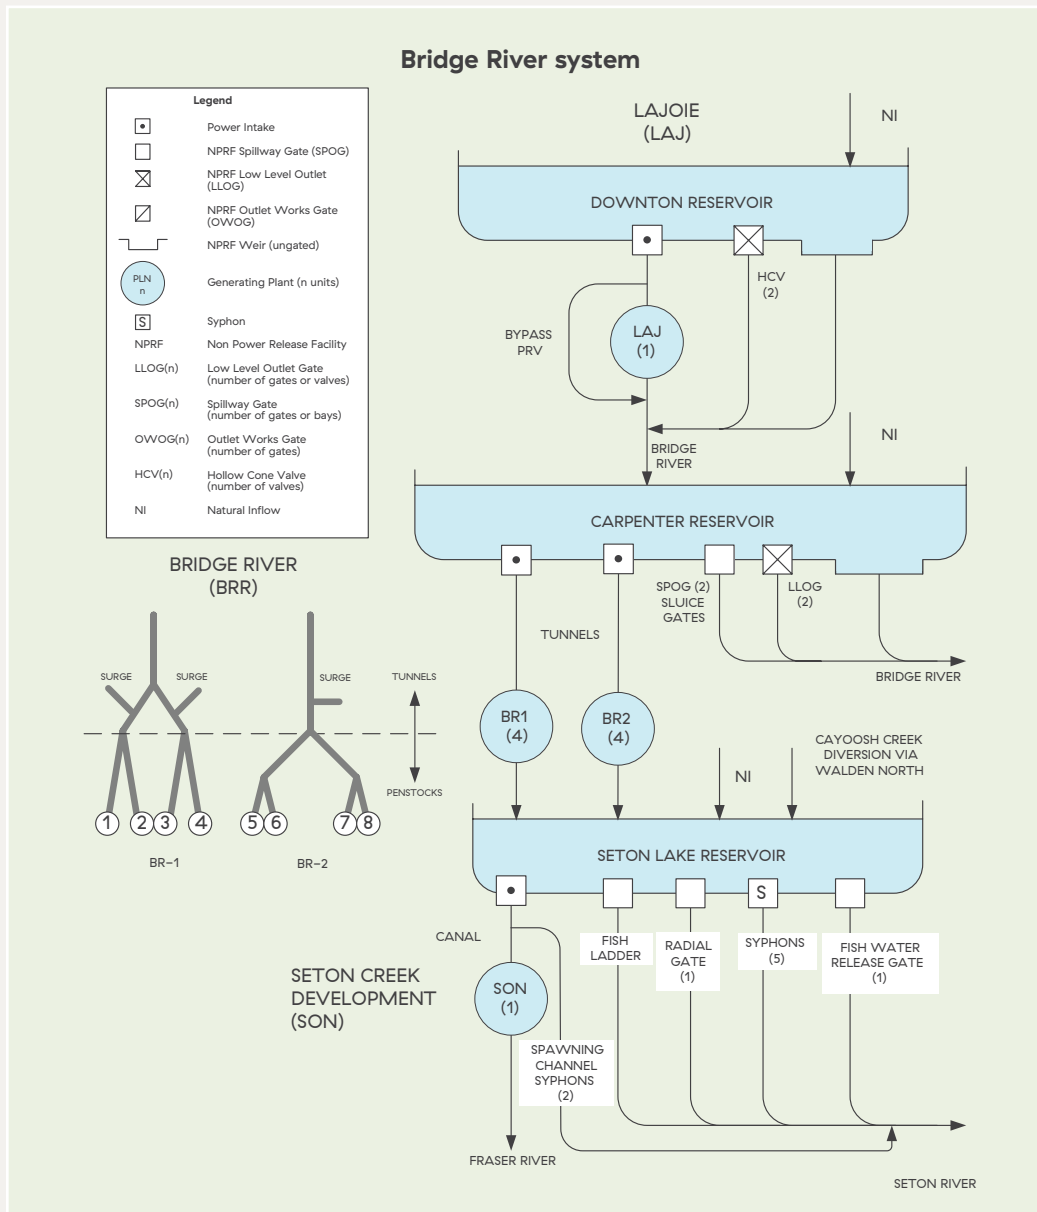 Bridge River system
Legend
Power Intake
NPRF Spillway Gate (SPOG)
NPRF Low Level Outlet
(LLOG)
NPRF Outlet Works Gate
(OWOG)
NPRF Weir (ungated)
PLN
n
Generating Plant (n units)
S
Syphon
NPRF
Non Power Release Facility
LLOG(n)
Low Level Outlet Gate
(number of gates or valves)
SPOG(n)
Spillway Gate
(number of gates or bays)
OWOG(n)
Outlet Works Gate
(number of gates)
HCV(n)
Hollow Cone Valve
(number of valves)
NI
Natural Inflow
LAJOIE
(LAJ)
NI
DOWNTON RESERVOIR
HCV
(2)
BYPASS
PRV
LAJ
(1)
BRIDGE
RIVER
NI
CARPENTER RESERVOIR
SPOG (2)
SLUICE
GATES
LLOG
(2)
TUNNELS
BRIDGE RIVER
BR1
(4)
BR2
(4)
NI
CAYOOSH CREEK
DIVERSION VIA
WALDEN NORTH
BRIDGE RIVER
(BRR)
SURGE
SURGE
SURGE
TUNNELS
PENSTOCKS
1
2
3
4
5
6
7
8
BR-1
BR-2
SETON LAKE RESERVOIR
S
CANAL
FISH
LADDER
RADIAL
GATE
(1)
SYPHONS
(5)
FISH WATER
RELEASE GATE
(1)
SETON CREEK
DEVELOPMENT
(SON)
SON
(1)
SPAWNING
CHANNEL
SYPHONS
(2)
FRASER RIVER
SETON RIVER